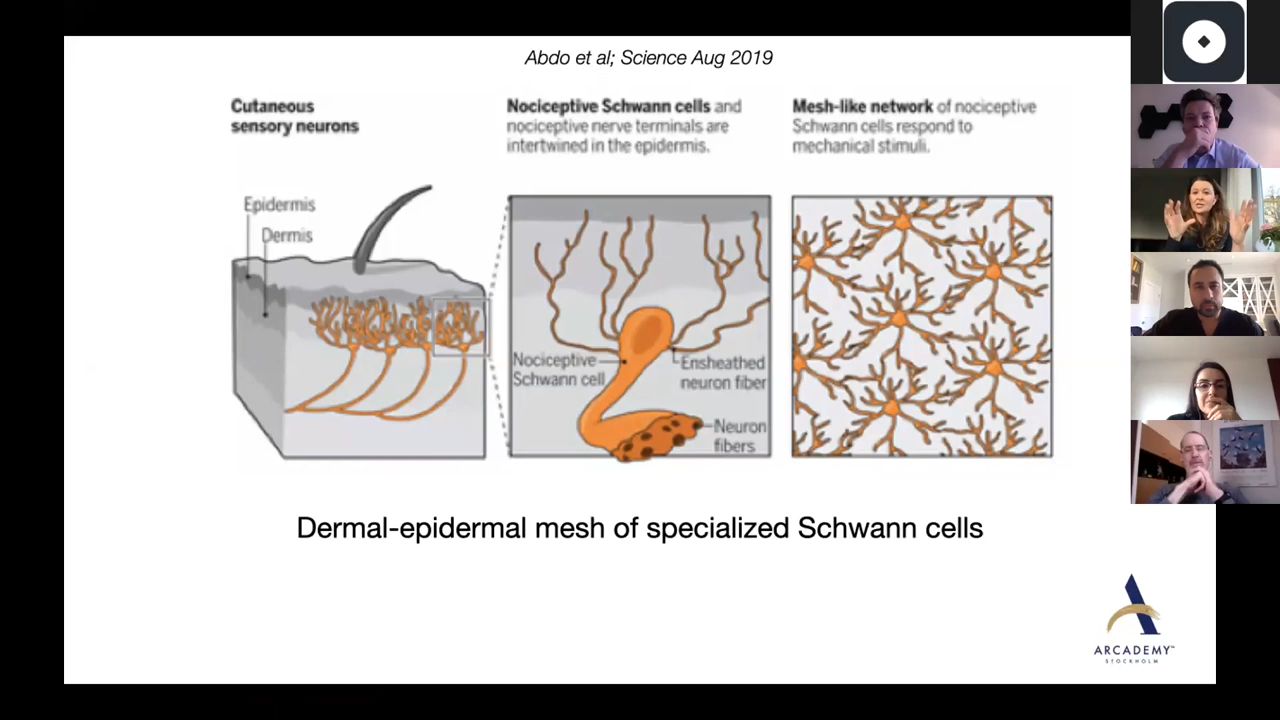 Abdo et al; Science Aug 2019
Cutaneous
sensory neurons
Epidermis
Dermis
Nociceptive Schwann cells and
nociceptive nerve terminals are
intertwined in the epidermis.
Nociceptive
Schwann cell
Ensheathed
neuron fiber
Neuron
fibers
Mesh-like network of nociceptive
Schwann cells respond to
mechanical stimuli.
Dermal-epidermal mesh of specialized Schwann cells
ARCADEMY™
STOCKHOLM